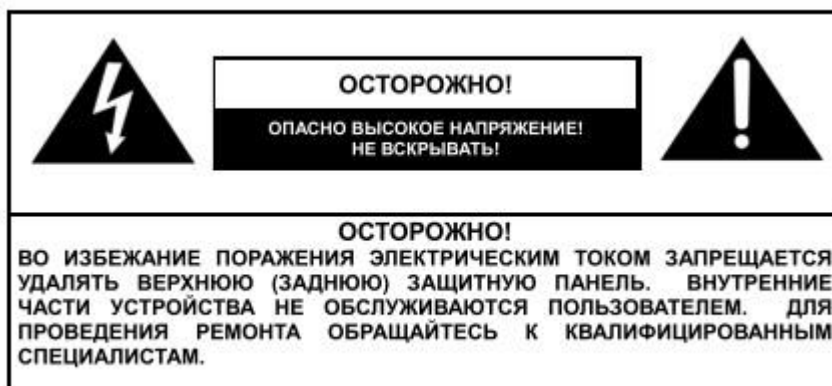 ОСТОРОЖНО!
ОПАСНО ВЫСОКОЕ НАПРЯЖЕНИЕ!
НЕ ВСКРЫВАТЬ!
ОСТОРОЖНО!
ВО ИЗБЕЖАНИЕ ПОРАЖЕНИЯ ЭЛЕКТРИЧЕСКИМ ТОКОМ ЗАПРЕЩАЕТСЯ
УДАЛЯТЬ ВЕРХНЮЮ (ЗАДНЮЮ) ЗАЩИТНУЮ ПАНЕЛЬ. ВНУТРЕННИЕ
ЧАСТИ УСТРОЙСТВА НЕ ОБСЛУЖИВАЮТСЯ ПОЛЬЗОВАТЕЛЕМ. ДЛЯ
ПРОВЕДЕНИЯ РЕМОНТА ОБРАЩАЙТЕСЬ К КВАЛИФИЦИРОВАННЫМ
СПЕЦИАЛИСТАМ.